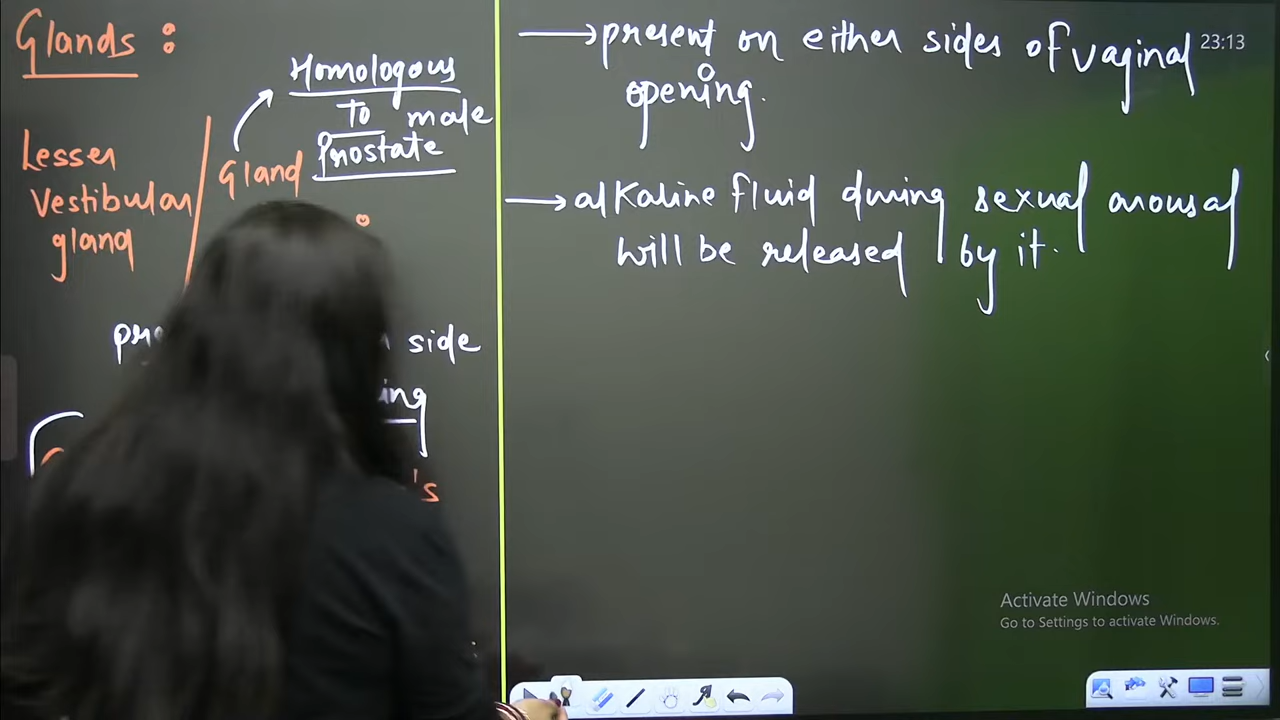 Glands :
Homologous
To male
Prostate
Lesser
Vestibular
gland
Gland
side
's
→ present on either sides of vaginal
opening.
→ alkaline fluid during sexual arousal
will be released by it.
23:13
Activate Windows
Go to Settings to activate Windows.